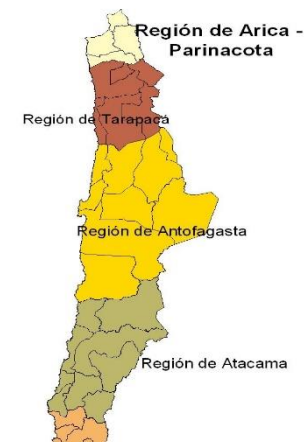 Región de Arica -
Parinacota
Región de Tarapacá
Región de Antofagasta
Región de Atacama